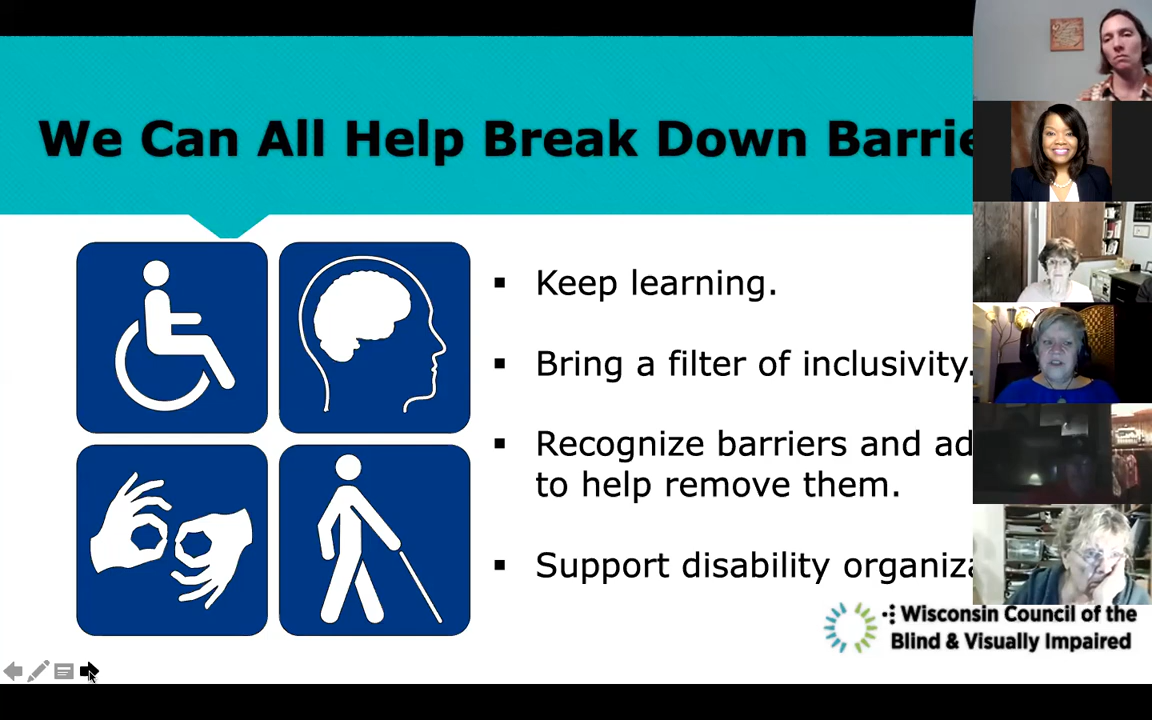 We Can All Help Break Down Barrie
Keep learning.
Bring a filter of inclusivity.
Recognize barriers and ad
to help remove them.
Support disability organiza
Wisconsin Council of the
Blind & Visually Impaired